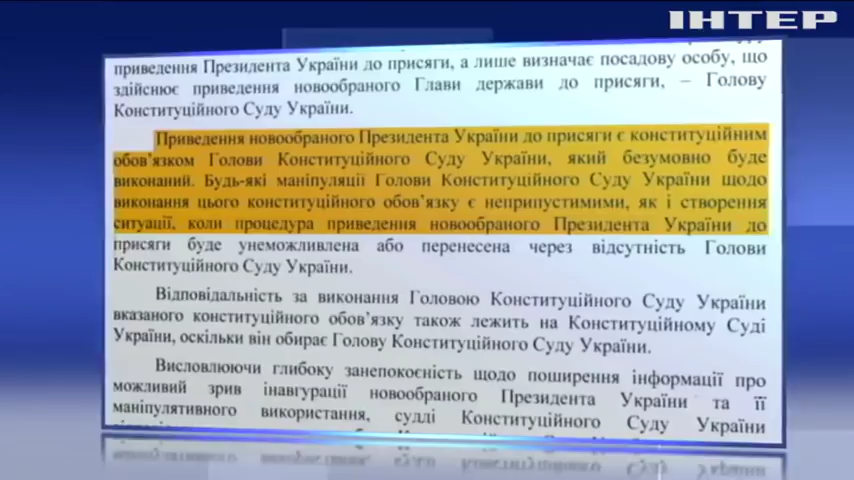 ІНТЕР
приведення Президента України до присяги, а лише визначає посадову особу, що
здійснює приведення новообраного Глави держави до присяги, – Голову
Конституційного Суду України.
Приведення новообраного Президента України до присяги є конституційним
обов'язком Голови Конституційного Суду України, який безумовно буде
виконаний. Будь-які маніпуляції Голови Конституційного Суду України щодо
виконання цього конституційного обов'язку є неприпустимими, як і створення
ситуації, коли процедура приведення новообраного Президента України до
присяги буде унеможливлена або перенесена через відсутність Голови
Конституційного Суду України.
Відповідальність за виконання Головою Конституційного Суду України
вказаного конституційного обов'язку також лежить на Конституційному Суді
України, оскільки він обирає Голову Конституційного Суду України.
Висловлюючи глибоку занепокоєність щодо поширення інформації про
можливий зрив інавгурації новообраного Президента України та її
маніпулятивного використання, судді Конституційного Суду України